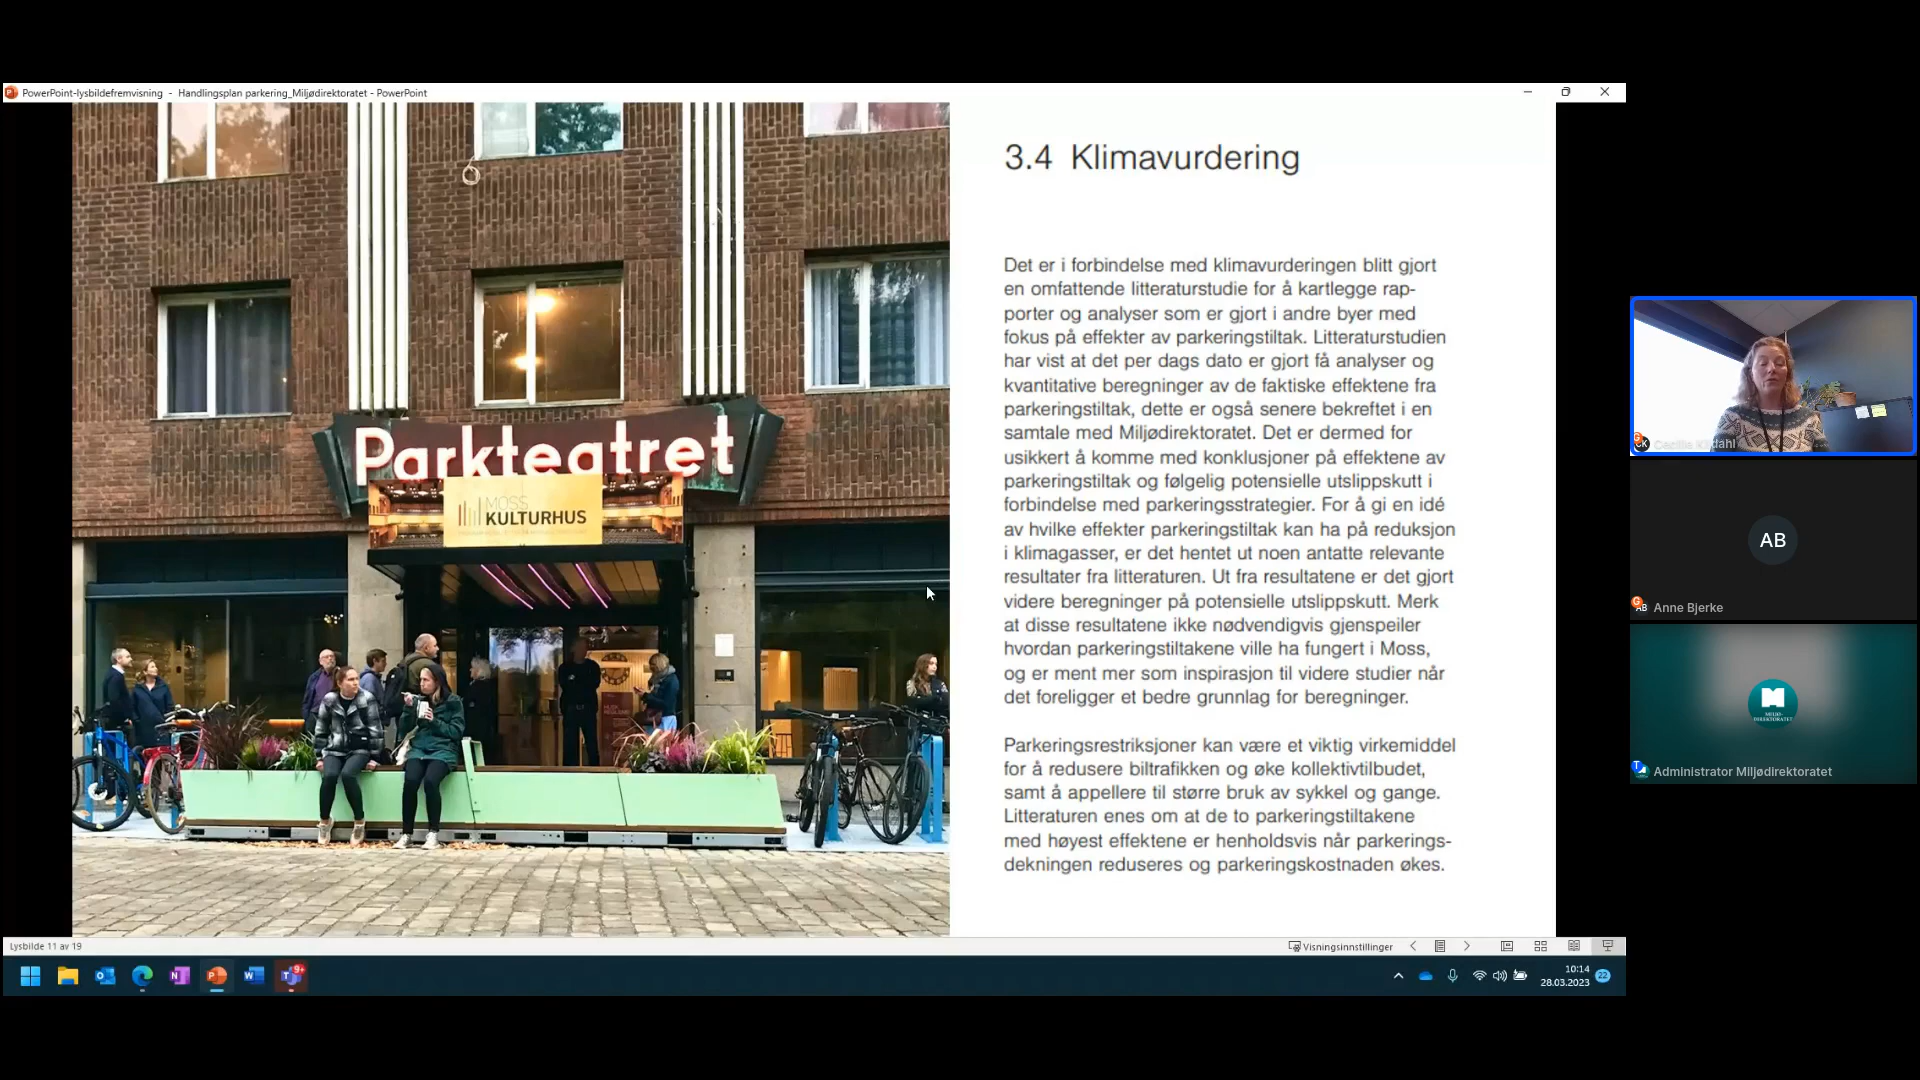 PowerPoint-lysbildefremvisning - Handlingsplan parkering_Miljødirektoratet - PowerPoint
Parkteatret
MOSS
KULTURHUS
3.4 Klimavurdering
Det er i forbindelse med klimavurderingen blitt gjort
en omfattende litteraturstudie for å kartlegge rap-
porter og analyser som er gjort i andre byer med
fokus på effekter av parkeringstiltak. Litteraturstudien
har vist at det per dags dato er gjort få analyser og
kvantitative beregninger av de faktiske effektene fra
parkeringstiltak, dette er også senere bekreftet i en
samtale med Miljødirektoratet. Det er dermed for
usikkert å komme med konklusjoner på effektene av
parkeringstiltak og følgelig potensielle utslippskutt i
forbindelse med parkeringsstrategier. For å gi en idé
av hvilke effekter parkeringstiltak kan ha på reduksjon
i klimagasser, er det hentet ut noen antatte relevante
resultater fra litteraturen. Ut fra resultatene er det gjort
videre beregninger på potensielle utslippskutt. Merk
at disse resultatene ikke nødvendigvis gjenspeiler
hvordan parkeringstiltakene ville ha fungert i Moss,
og er ment mer som inspirasjon til videre studier når
det foreligger et bedre grunnlag for beregninger.
Parkeringsrestriksjoner kan være et viktig virkemiddel
for å redusere biltrafikken og øke kollektivtilbudet,
samt å appellere til større bruk av sykkel og gange.
Litteraturen enes om at de to parkeringstiltakene
med høyest effektene er henholdsvis når parkerings-
dekningen reduseres og parkeringskostnaden økes.
CK
AB
AB Anne Bjerke
MILJØ-
DIREKTORATET
Administrator Miljødirektoratet
Lysbilde 11 av 19
Visningsinnstillinger
9+
10:14
28.03.2023
22